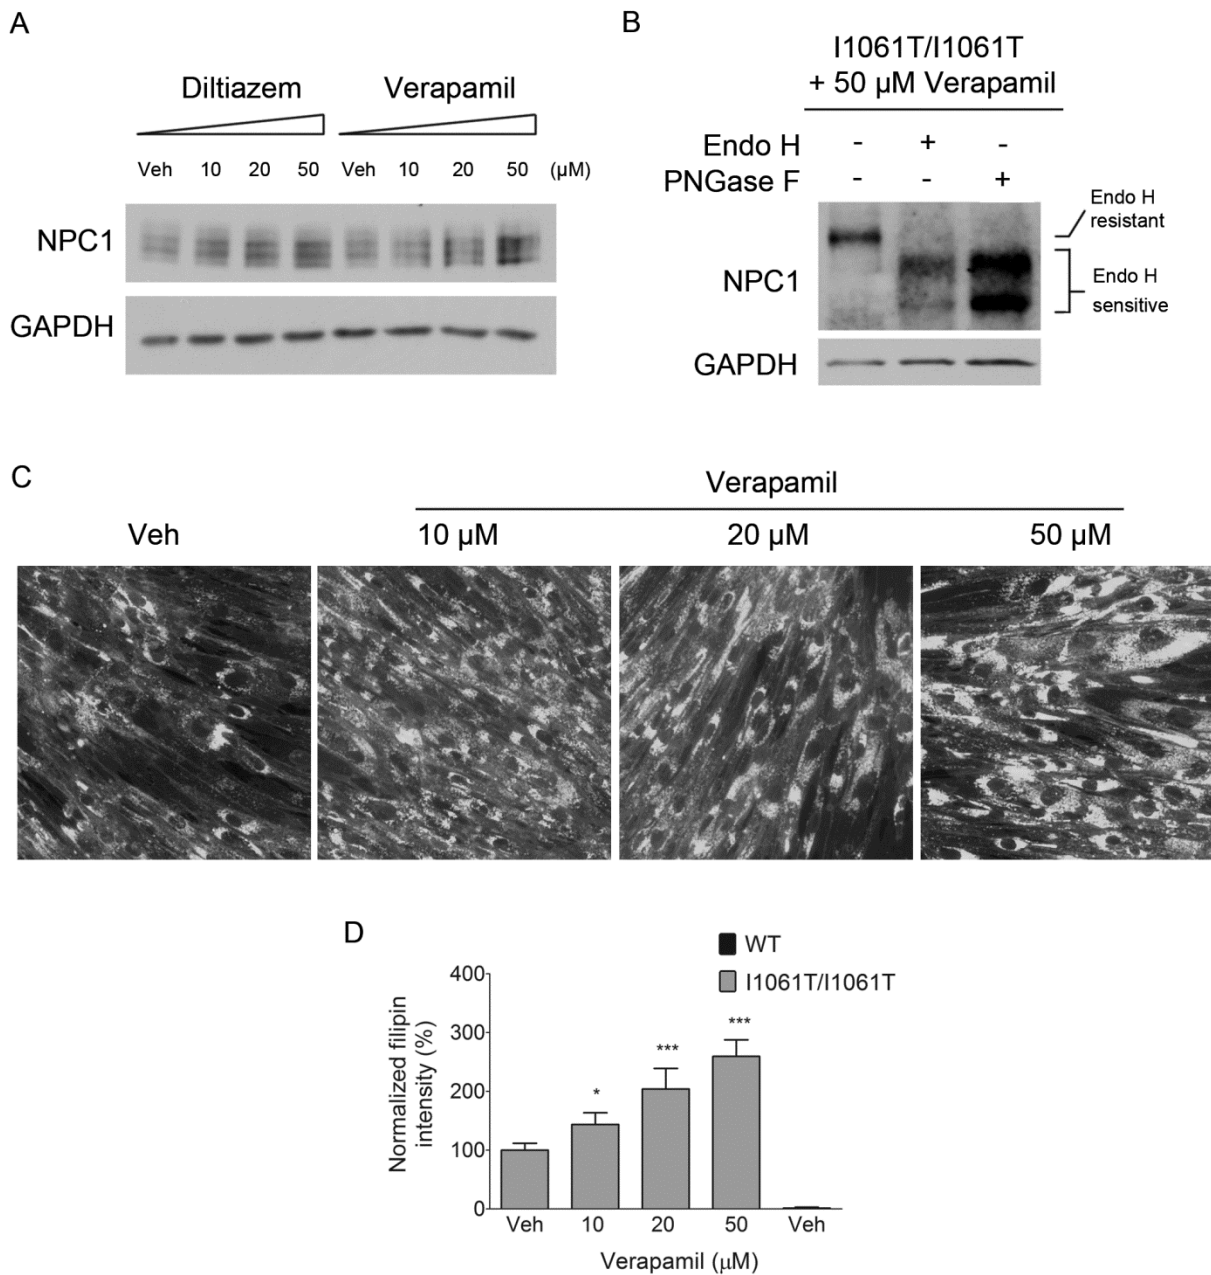 A
Diltiazem Verapamil
Veh 10 20 50 Veh 10 20 50 (µM)
NPC1
GAPDH
B
I1061T/I1061T
+ 50 µM Verapamil
Endo H - + -
PNGase F - - +
Endo H
resistant
NPC1
Endo H
sensitive
GAPDH
C
Verapamil
Veh 10 µM 20 µM 50 µM
D
WT
I1061T/I1061T
Normalized filipin
intensity (%)
400
300
200
100
0
* *** ***
Veh 10 20 50 Veh
Verapamil (µM)